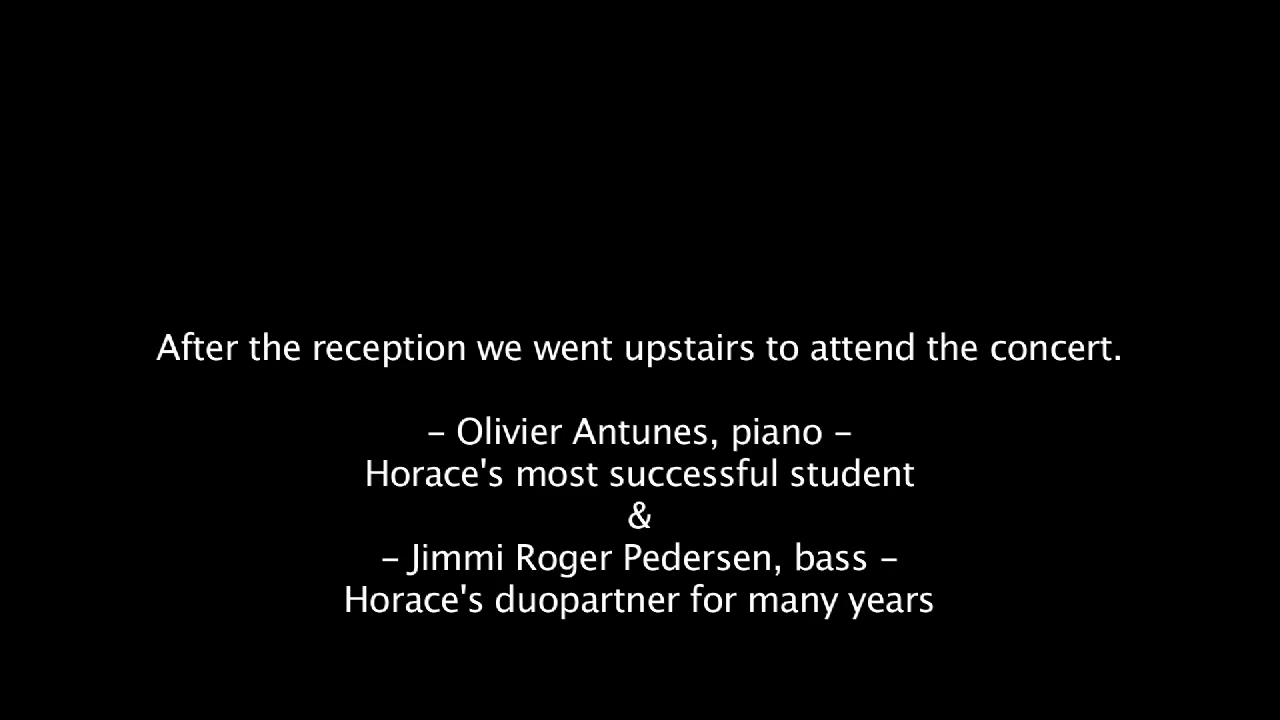 After the reception we went upstairs to attend the concert.
– Olivier Antunes, piano –
Horace's most successful student
&
– Jimmi Roger Pedersen, bass –
Horace's duopartner for many years